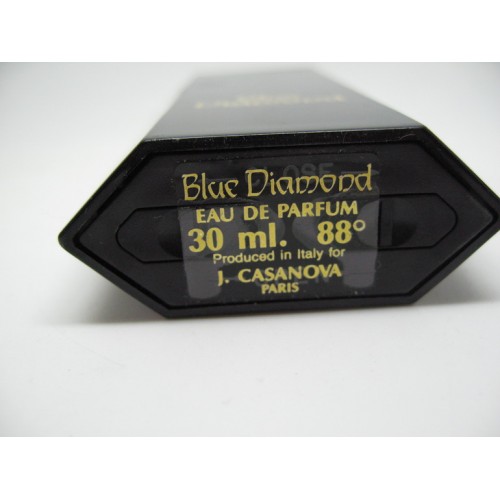 Blue Diamond
EAU DE PARFUM
30 ml. 88°
Produced in Italy for
J. CASANOVA
PARIS